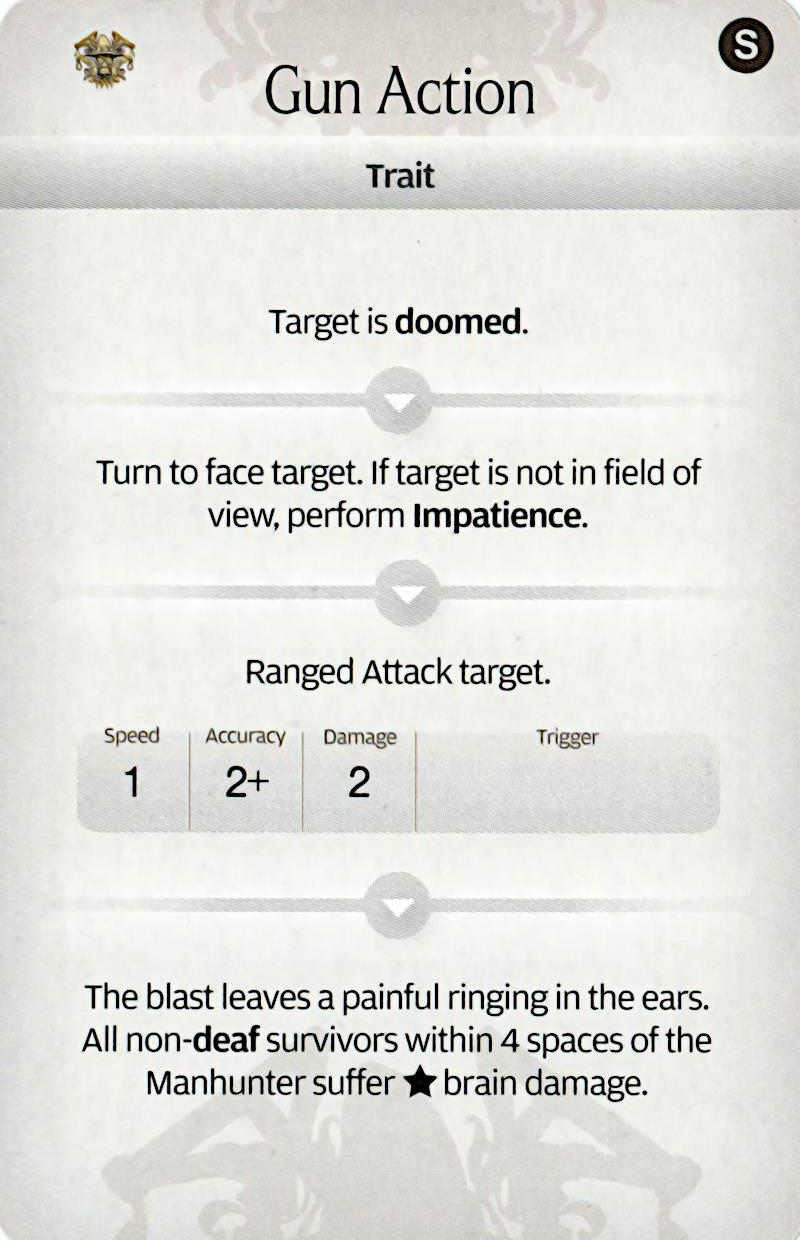 S
Gun Action
Trait
Target is doomed.
Turn to face target. If target is not in field of
view, perform Impatience.
Ranged Attack target.
Speed Accuracy Damage Trigger
1 2+ 2
The blast leaves a painful ringing in the ears.
All non-deaf survivors within 4 spaces of the
Manhunter suffer ★ brain damage.